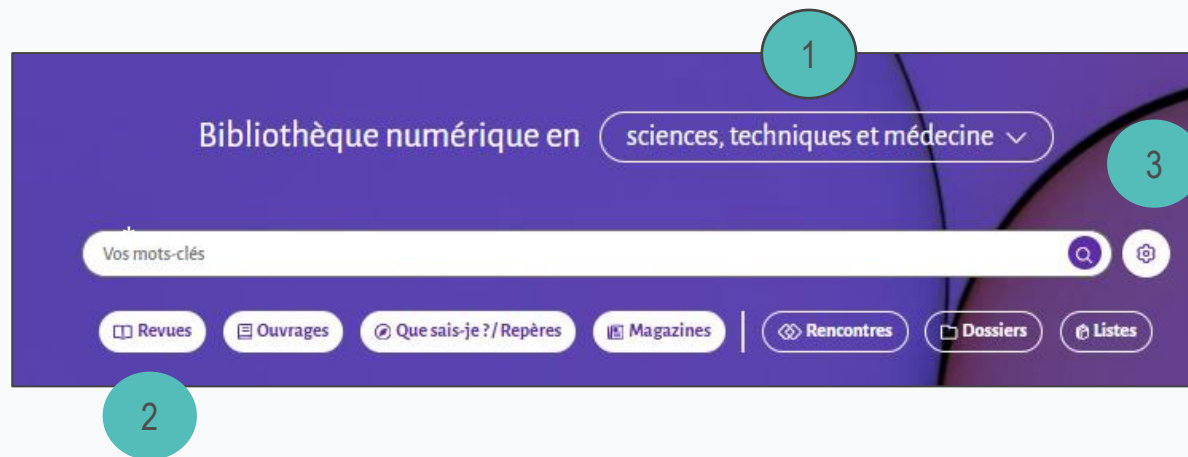 1
Bibliothèque numérique en sciences, techniques et médecine
3
*
Vos mots-clés
Revues Ouvrages Que sais-je ? / Repères Magazines Rencontres Dossiers Listes
2